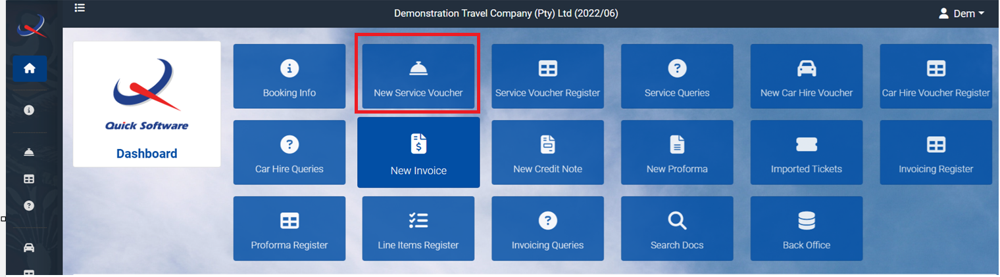 Demonstration Travel Company (Pty) Ltd (2022/06)
Dem
Quick Software
Dashboard
Booking Info
New Service Voucher
Service Voucher Register
Service Queries
New Car Hire Voucher
Car Hire Voucher Register
Car Hire Queries
New Invoice
New Credit Note
New Proforma
Imported Tickets
Invoicing Register
Proforma Register
Line Items Register
Invoicing Queries
Search Docs
Back Office